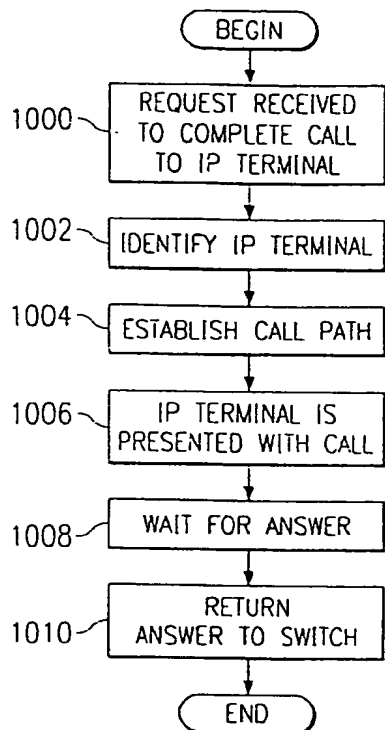 BEGIN
1000
REQUEST RECEIVED
TO COMPLETE CALL
TO IP TERMINAL
1002
IDENTIFY IP TERMINAL
1004
ESTABLISH CALL PATH
1006
IP TERMINAL IS
PRESENTED WITH CALL
1008
WAIT FOR ANSWER
1010
RETURN
ANSWER TO SWITCH
END